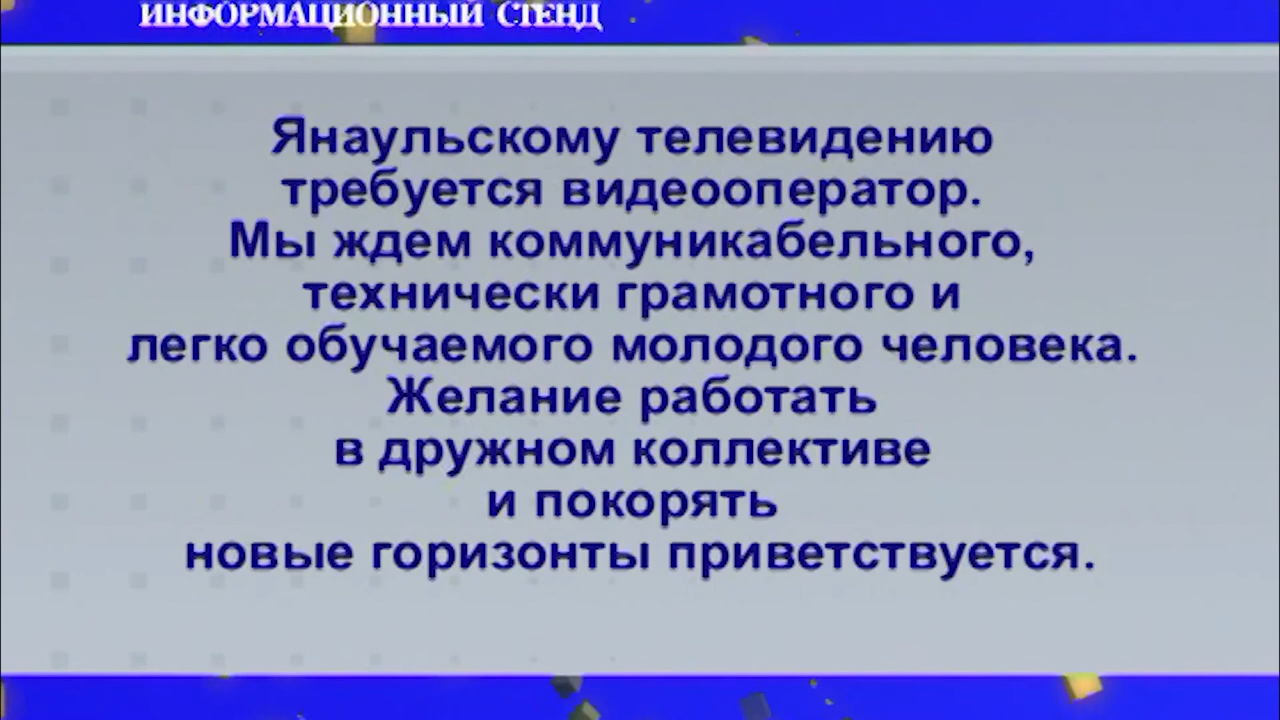 ИНФОРМАЦИОННЫЙ СТЕНД
Янаульскому телевидению
требуется видеооператор.
Мы ждем коммуникабельного,
технически грамотного и
легко обучаемого молодого человека.
Желание работать
в дружном коллективе
и покорять
новые горизонты приветствуется.